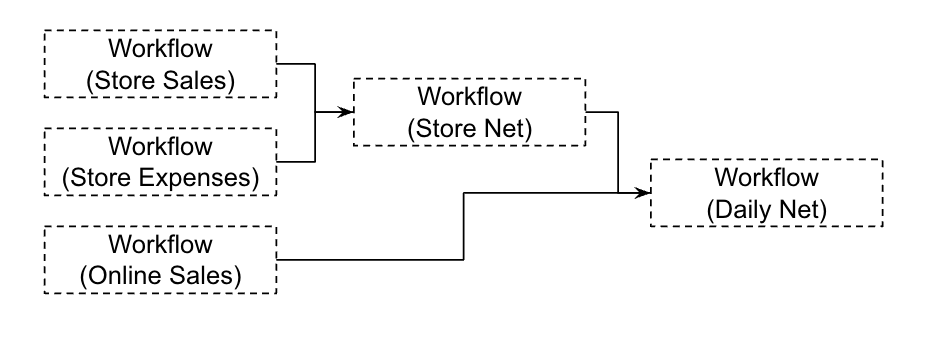 Workflow
(Store Sales)
Workflow
(Store Expenses)
Workflow
(Online Sales)
Workflow
(Store Net)
Workflow
(Daily Net)